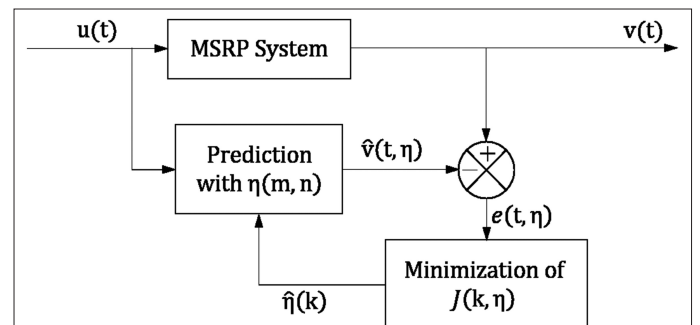 u(t)
MSRP System
v(t)
Prediction
with η(m, n)
v̂(t, η)
+
−
e(t, η)
Minimization of
J(k, η)
η̂(k)